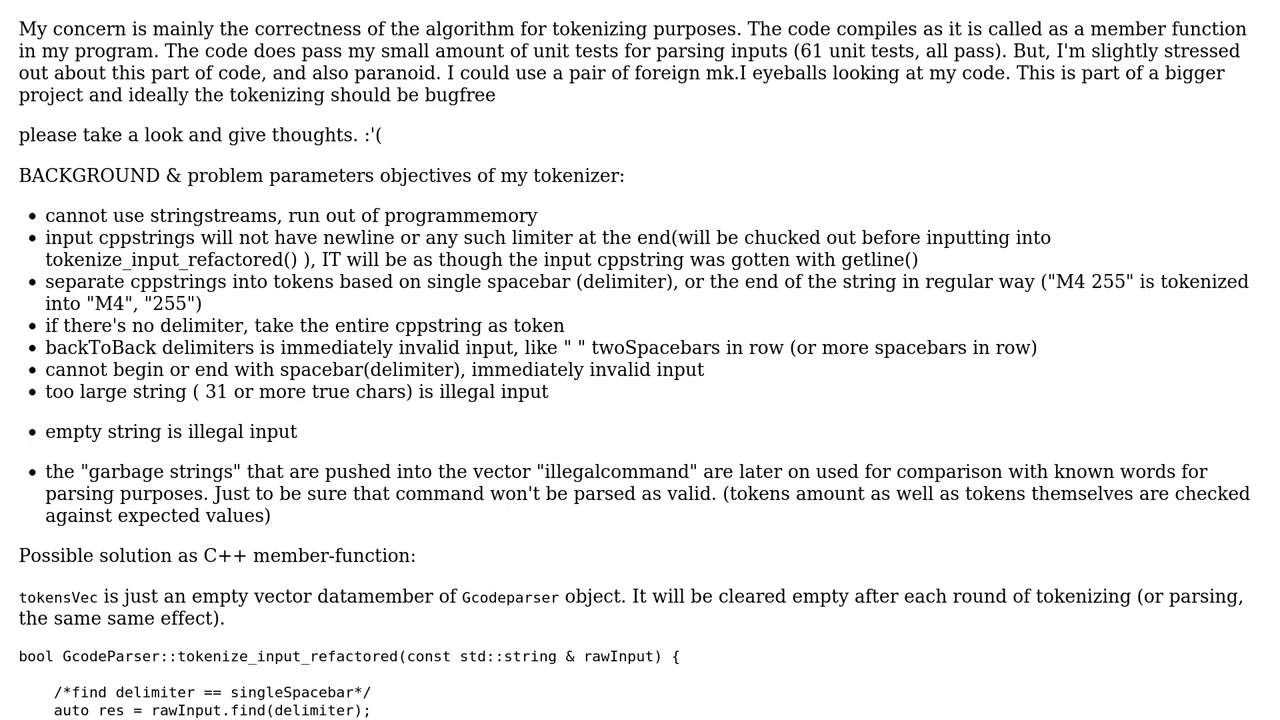 My concern is mainly the correctness of the algorithm for tokenizing purposes. The code compiles as it is called as a member function
in my program. The code does pass my small amount of unit tests for parsing inputs (61 unit tests, all pass). But, I'm slightly stressed
out about this part of code, and also paranoid. I could use a pair of foreign mk.I eyeballs looking at my code. This is part of a bigger
project and ideally the tokenizing should be bugfree
please take a look and give thoughts. :'(
BACKGROUND & problem parameters objectives of my tokenizer:
• cannot use stringstreams, run out of programmemory
• input cppstrings will not have newline or any such limiter at the end(will be chucked out before inputting into
tokenize_input_refactored() ), IT will be as though the input cppstring was gotten with getline()
• separate cppstrings into tokens based on single spacebar (delimiter), or the end of the string in regular way ("M4 255" is tokenized
into "M4", "255")
• if there's no delimiter, take the entire cppstring as token
• backToBack delimiters is immediately invalid input, like " " twoSpacebars in row (or more spacebars in row)
• cannot begin or end with spacebar(delimiter), immediately invalid input
• too large string ( 31 or more true chars) is illegal input
• empty string is illegal input
• the "garbage strings" that are pushed into the vector "illegalcommand" are later on used for comparison with known words for
parsing purposes. Just to be sure that command won't be parsed as valid. (tokens amount as well as tokens themselves are checked
against expected values)
Possible solution as C++ member-function:
tokensVec is just an empty vector datamember of Gcodeparser object. It will be cleared empty after each round of tokenizing (or parsing,
the same same effect).
bool GcodeParser::tokenize_input_refactored(const std::string & rawInput) {
/*find delimiter == singleSpacebar*/
auto res = rawInput.find(delimiter);